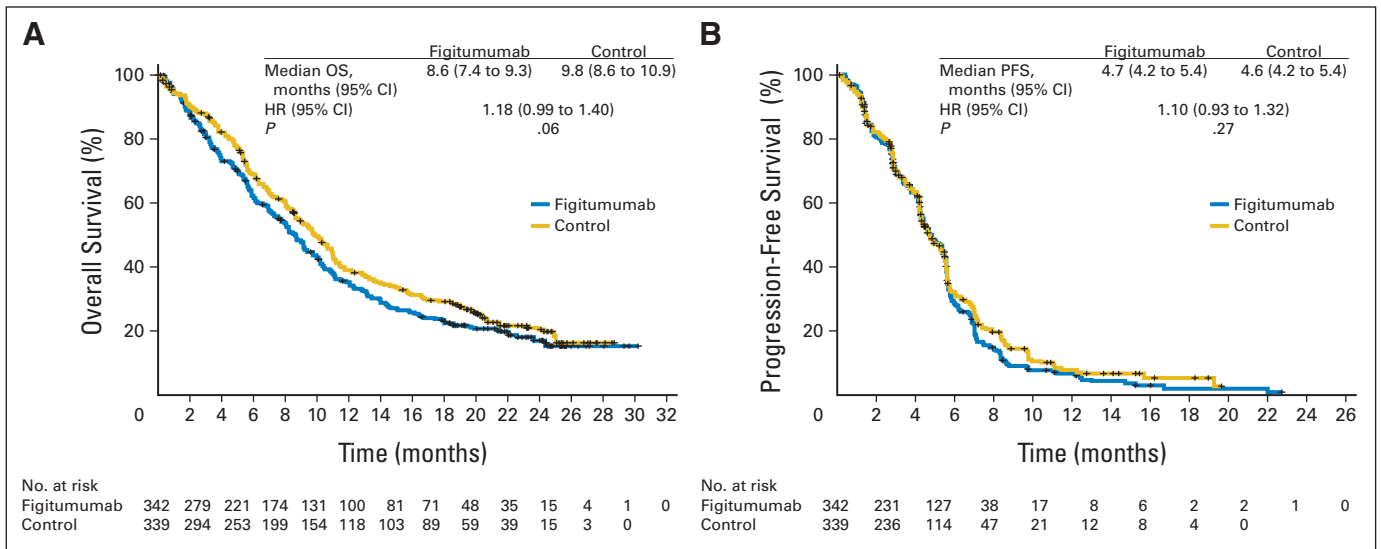 A
Figitumumab Control
Median OS, 8.6 (7.4 to 9.3) 9.8 (8.6 to 10.9)
months (95% CI)
HR (95% CI) 1.18 (0.99 to 1.40)
P .06
Overall Survival (%)
100
80
60
40
20
Figitumumab
Control
0 2 4 6 8 10 12 14 16 18 20 22 24 26 28 30 32
Time (months)
No. at risk
Figitumumab 342 279 221 174 131 100 81 71 48 35 15 4 1 0
Control 339 294 253 199 154 118 103 89 59 39 15 3 0
B
Figitumumab Control
Median PFS, 4.7 (4.2 to 5.4) 4.6 (4.2 to 5.4)
months (95% CI)
HR (95% CI) 1.10 (0.93 to 1.32)
P .27
Progression-Free Survival (%)
100
80
60
40
20
Figitumumab
Control
0 2 4 6 8 10 12 14 16 18 20 22 24 26
Time (months)
No. at risk
Figitumumab 342 231 127 38 17 8 6 2 2 1 0
Control 339 236 114 47 21 12 8 4 0